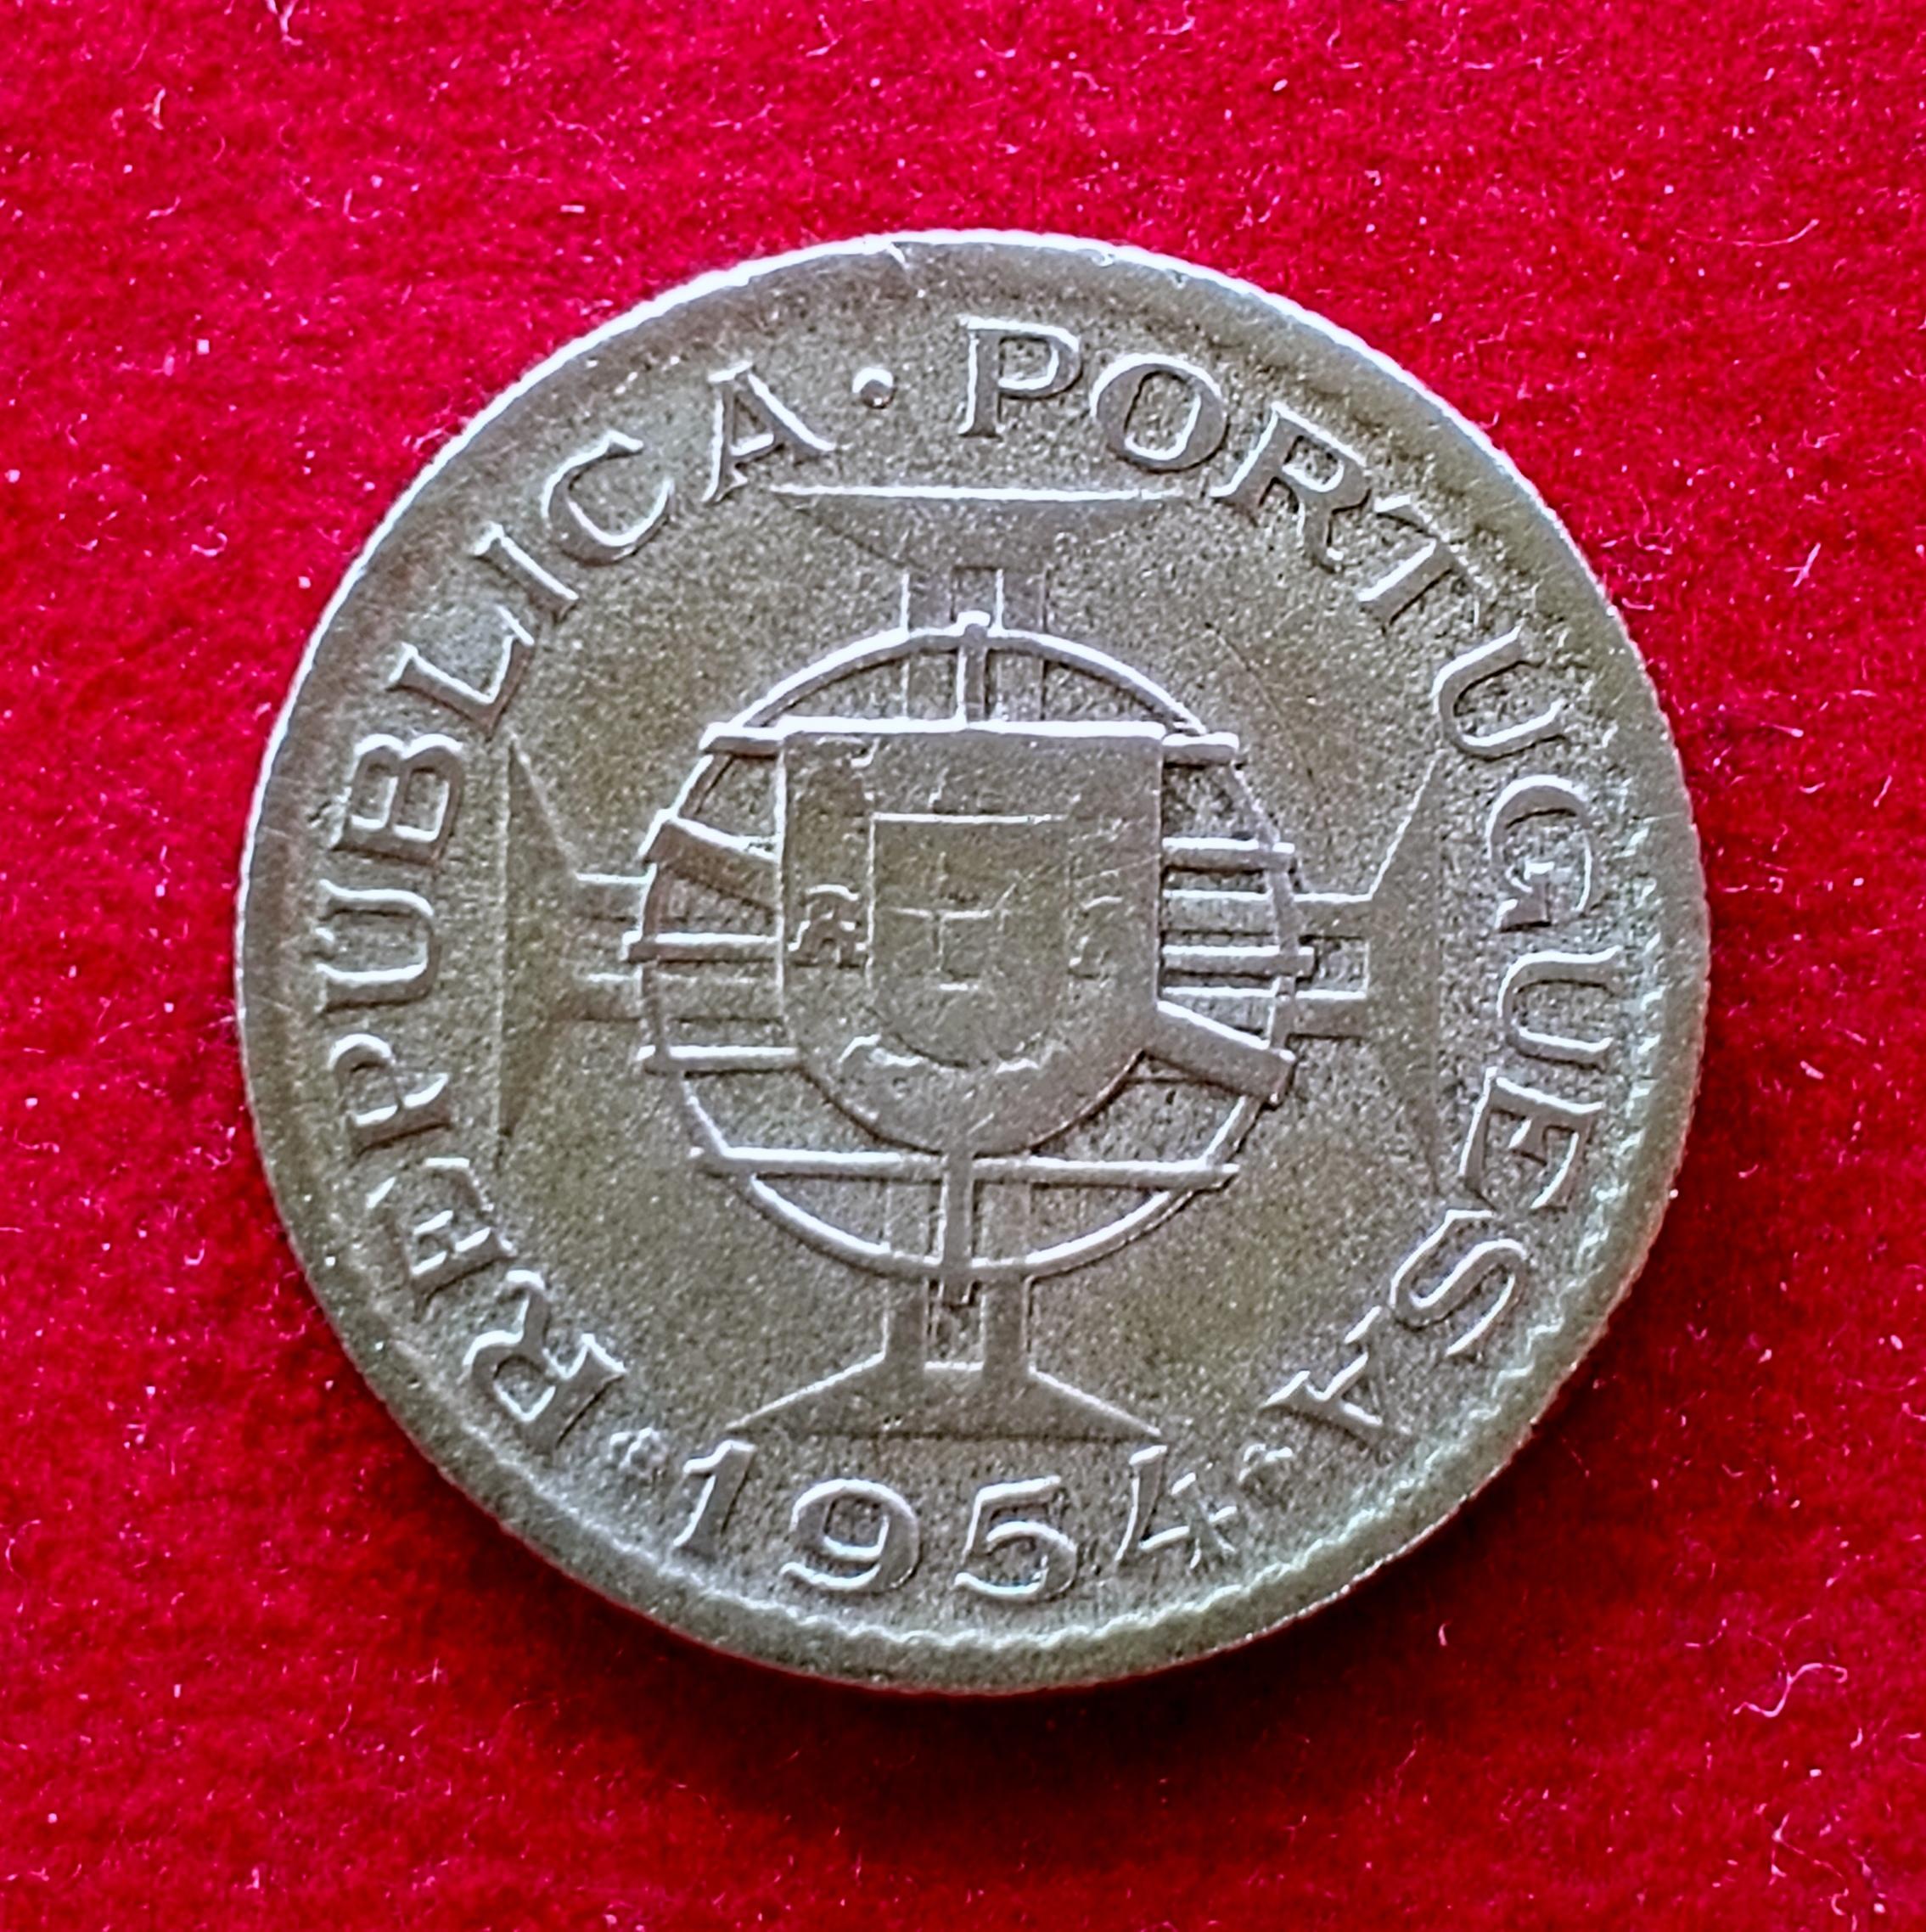 REPUBLICA · PORTUGUESA
* 1954 *